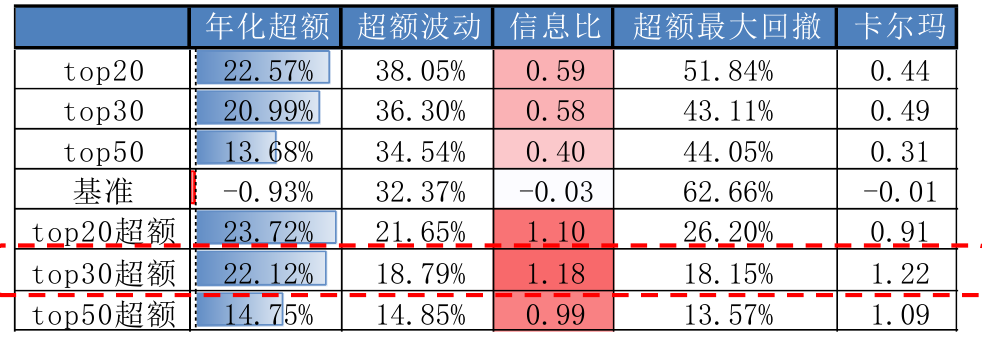 年化超额 超额波动 信息比 超额最大回撤 卡尔玛
top20 22.57% 38.05% 0.59 51.84% 0.44
top30 20.99% 36.30% 0.58 43.11% 0.49
top50 13.68% 34.54% 0.40 44.05% 0.31
基准 -0.93% 32.37% -0.03 62.66% -0.01
top20超额 23.72% 21.65% 1.10 26.20% 0.91
top30超额 22.12% 18.79% 1.18 18.15% 1.22
top50超额 14.75% 14.85% 0.99 13.57% 1.09